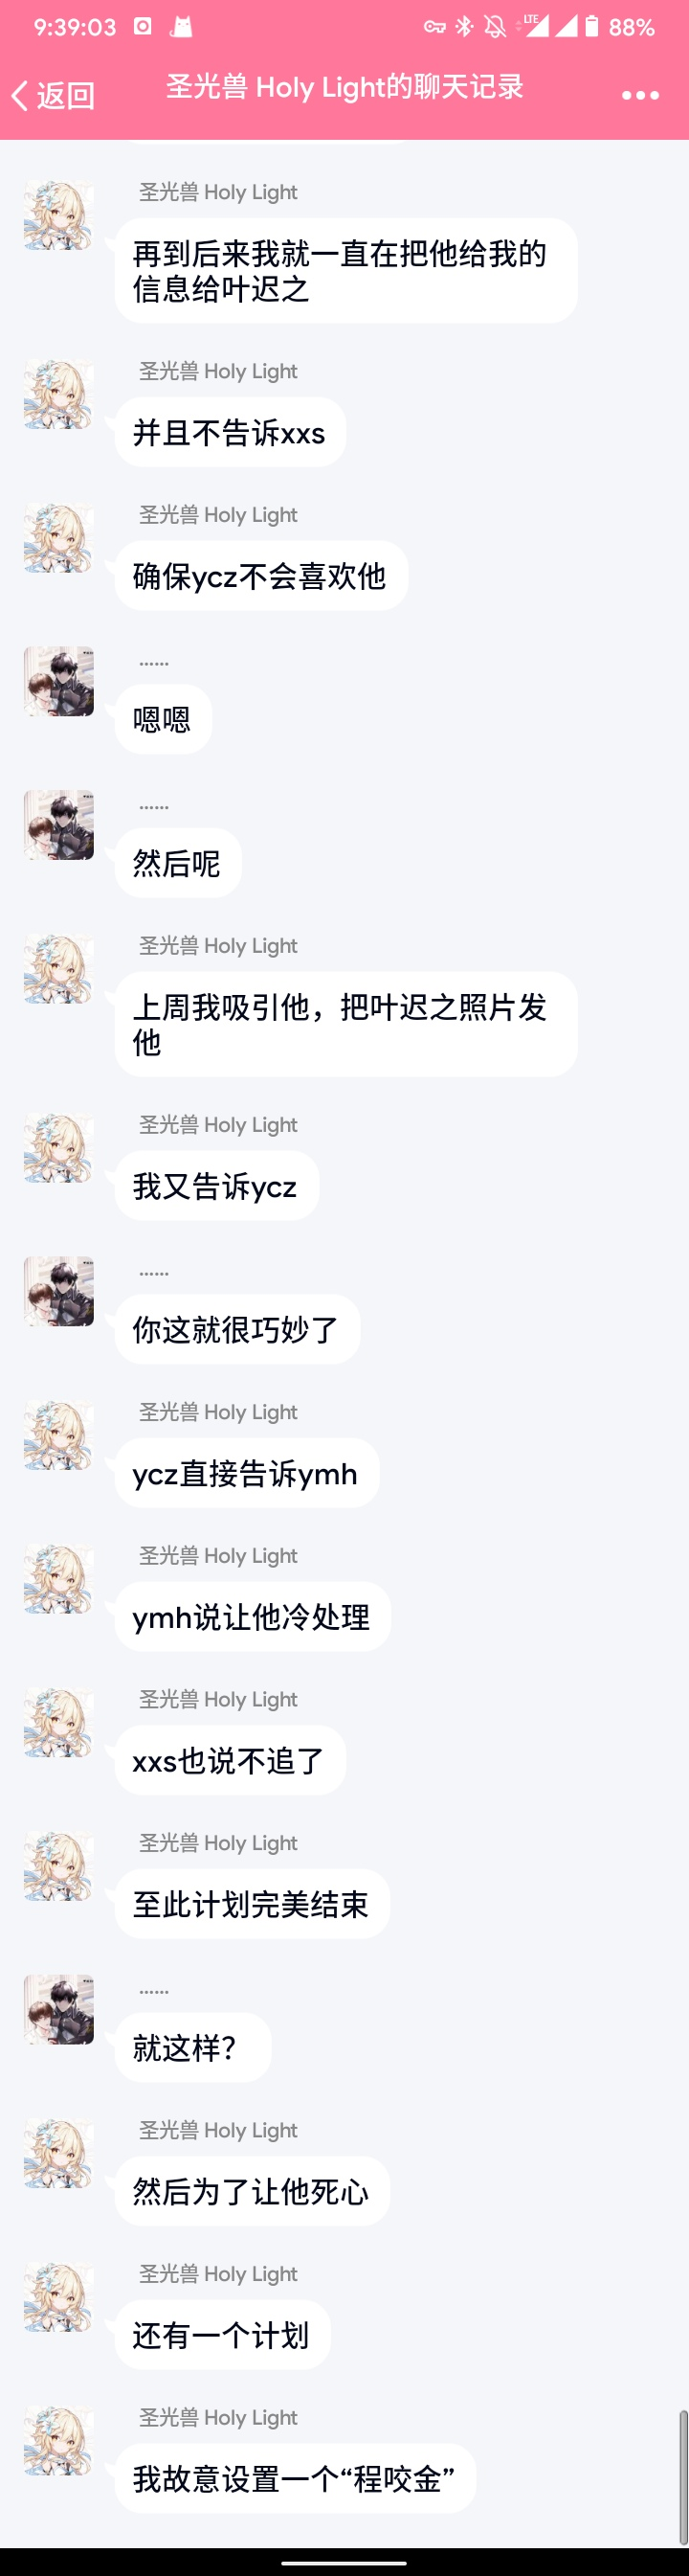 9:39:03
LTE
88%
返回
圣光兽 Holy Light的聊天记录
圣光兽 Holy Light
再到后来我就一直在把他给我的
信息给叶迟之
圣光兽 Holy Light
并且不告诉xxs
圣光兽 Holy Light
确保ycz不会喜欢他
……
嗯嗯
……
然后呢
圣光兽 Holy Light
上周我吸引他，把叶迟之照片发
他
圣光兽 Holy Light
我又告诉ycz
……
你这就很巧妙了
圣光兽 Holy Light
ycz直接告诉ymh
圣光兽 Holy Light
ymh说让他冷处理
圣光兽 Holy Light
xxs也说不追了
圣光兽 Holy Light
至此计划完美结束
……
就这样？
圣光兽 Holy Light
然后为了让他死心
圣光兽 Holy Light
还有一个计划
圣光兽 Holy Light
我故意设置一个“程咬金”